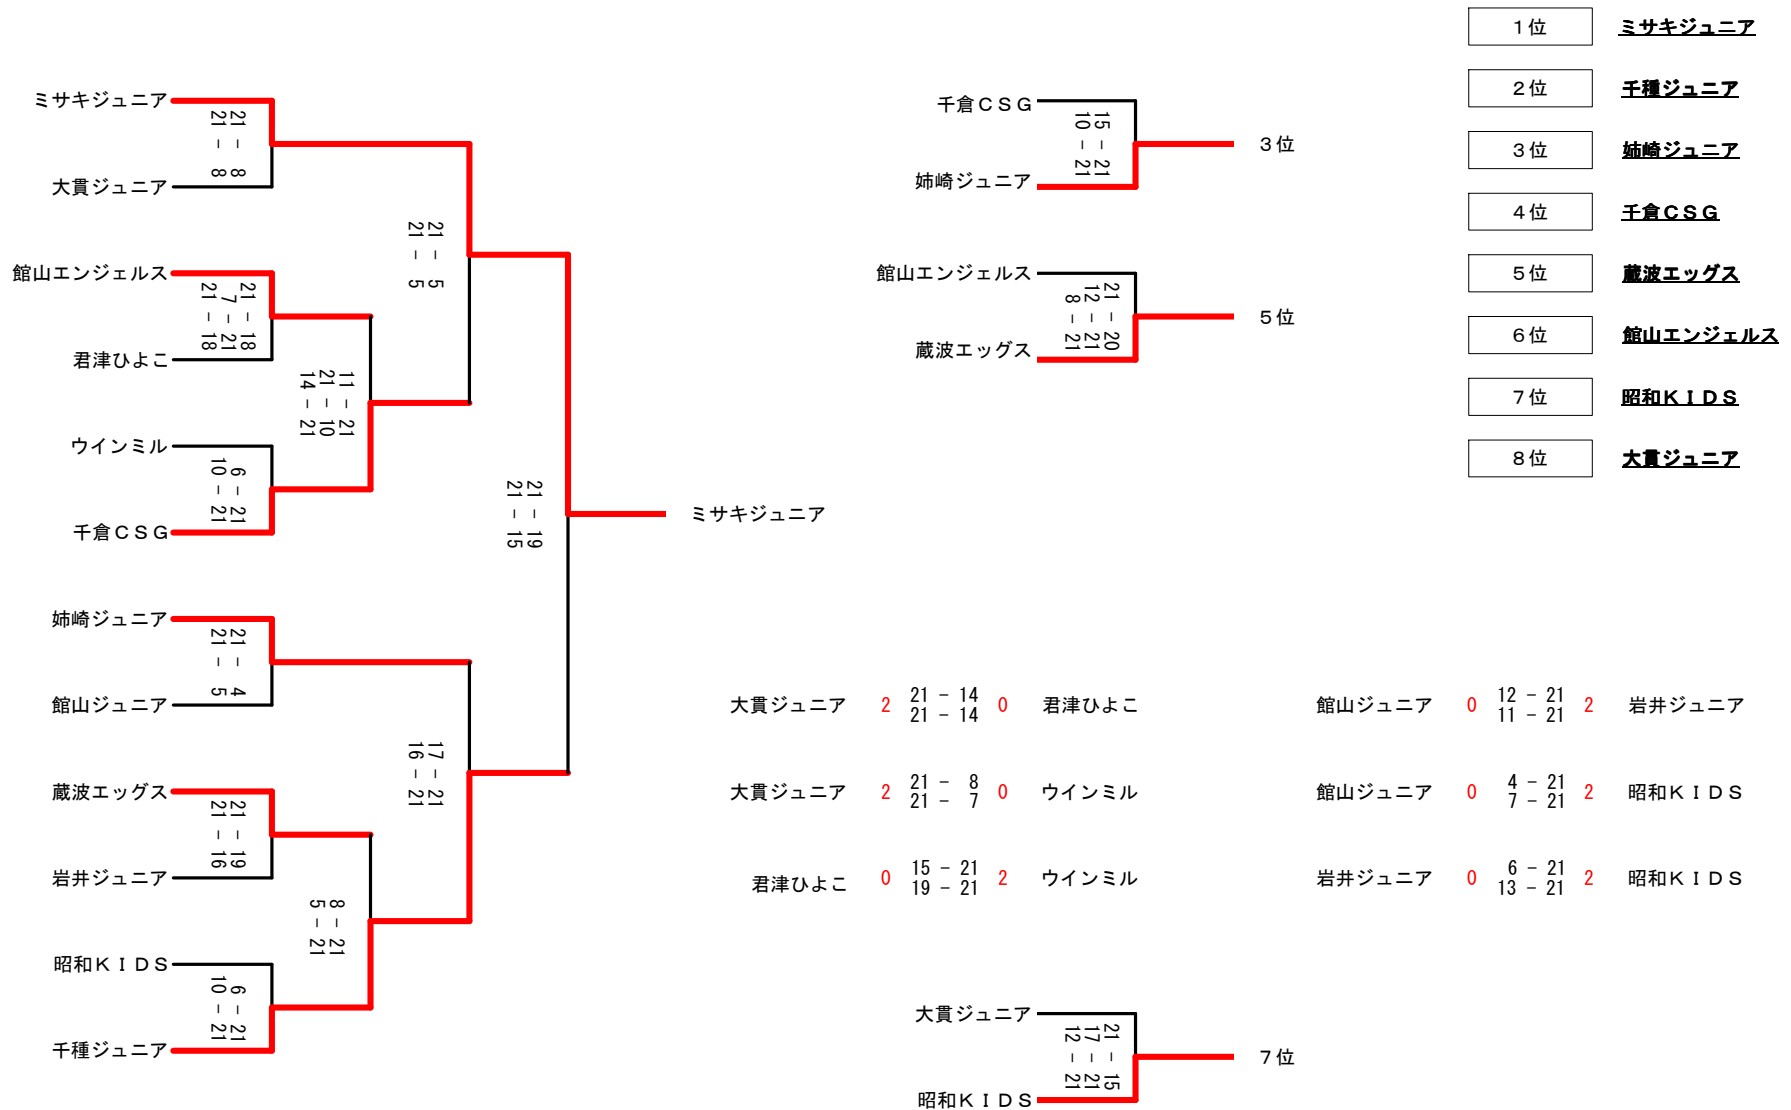 １位 ミサキジュニア
２位 千種ジュニア
３位 姉崎ジュニア
４位 千倉ＣＳＧ
５位 蔵波エッグス
６位 館山エンジェルス
７位 昭和ＫＩＤＳ
８位 大貫ジュニア
ミサキジュニア
21 - 8
21 - 8
大貫ジュニア
館山エンジェルス
21 - 18
7 - 21
21 - 18
君津ひよこ
11 - 21
21 - 10
14 - 21
ウインミル
6 - 21
10 - 21
千倉ＣＳＧ
21 - 5
21 - 5
姉崎ジュニア
21 - 4
21 - 5
館山ジュニア
蔵波エッグス
21 - 19
21 - 16
岩井ジュニア
8 - 21
5 - 21
昭和ＫＩＤＳ
6 - 21
10 - 21
千種ジュニア
17 - 21
16 - 21
21 - 19
21 - 15
ミサキジュニア
千倉ＣＳＧ
15 - 21
10 - 21
姉崎ジュニア
３位
館山エンジェルス
21 - 20
12 - 21
8 - 21
蔵波エッグス
５位
大貫ジュニア 2 21 - 14 0 君津ひよこ
21 - 14
大貫ジュニア 2 21 - 8 0 ウインミル
21 - 7
君津ひよこ 0 15 - 21 2 ウインミル
19 - 21
館山ジュニア 0 12 - 21 2 岩井ジュニア
11 - 21
館山ジュニア 0 4 - 21 2 昭和ＫＩＤＳ
7 - 21
岩井ジュニア 0 6 - 21 2 昭和ＫＩＤＳ
13 - 21
大貫ジュニア
21 - 15
17 - 21
12 - 21
昭和ＫＩＤＳ
７位